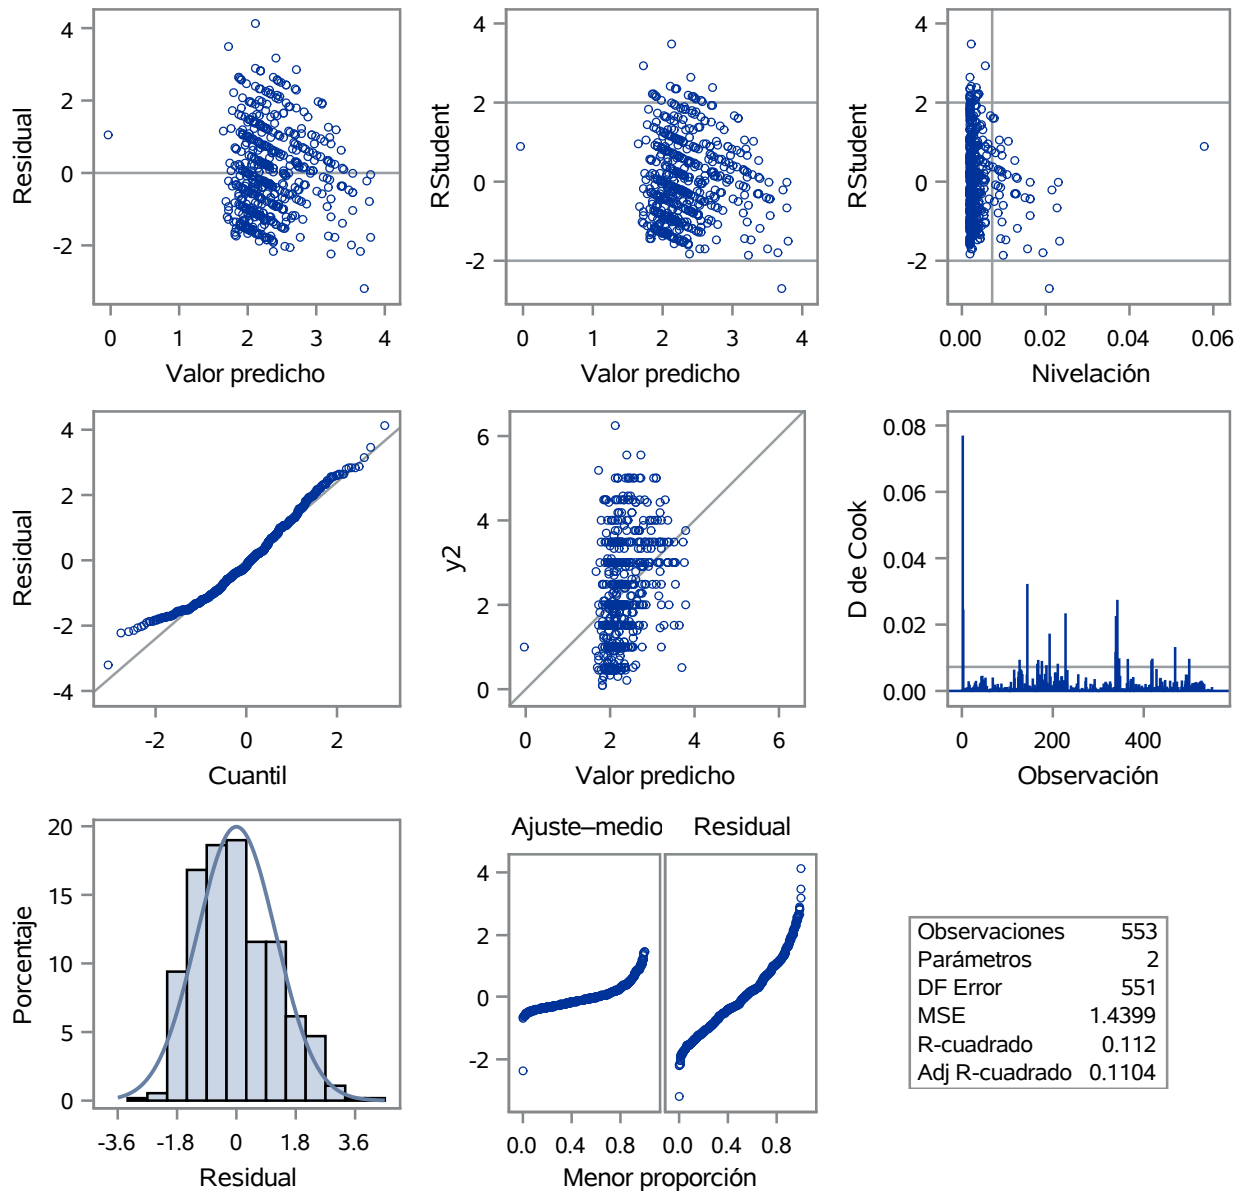 4
2
0
-2
Residual
0 1 2 3 4
Valor predicho
4
2
0
-2
RStudent
0 1 2 3 4
Valor predicho
4
2
0
-2
RStudent
0.00 0.02 0.04 0.06
Nivelación
4
2
0
-2
-4
Residual
-2 0 2
Cuantil
6
4
2
0
y2
0 2 4 6
Valor predicho
0.08
0.06
0.04
0.02
0.00
D de Cook
0 200 400
Observación
20
15
10
5
0
Porcentaje
-3.6 -1.8 0 1.8 3.6
Residual
Ajuste–medio Residual
4
2
0
-2
0.0 0.4 0.8 0.0 0.4 0.8
Menor proporción
Observaciones 553
Parámetros 2
DF Error 551
MSE 1.4399
R-cuadrado 0.112
Adj R-cuadrado 0.1104